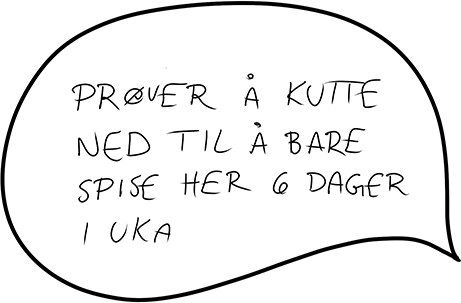 PRØVER Å KUTTE
NED TIL Å BARE
SPISE HER 6 DAGER
I UKA